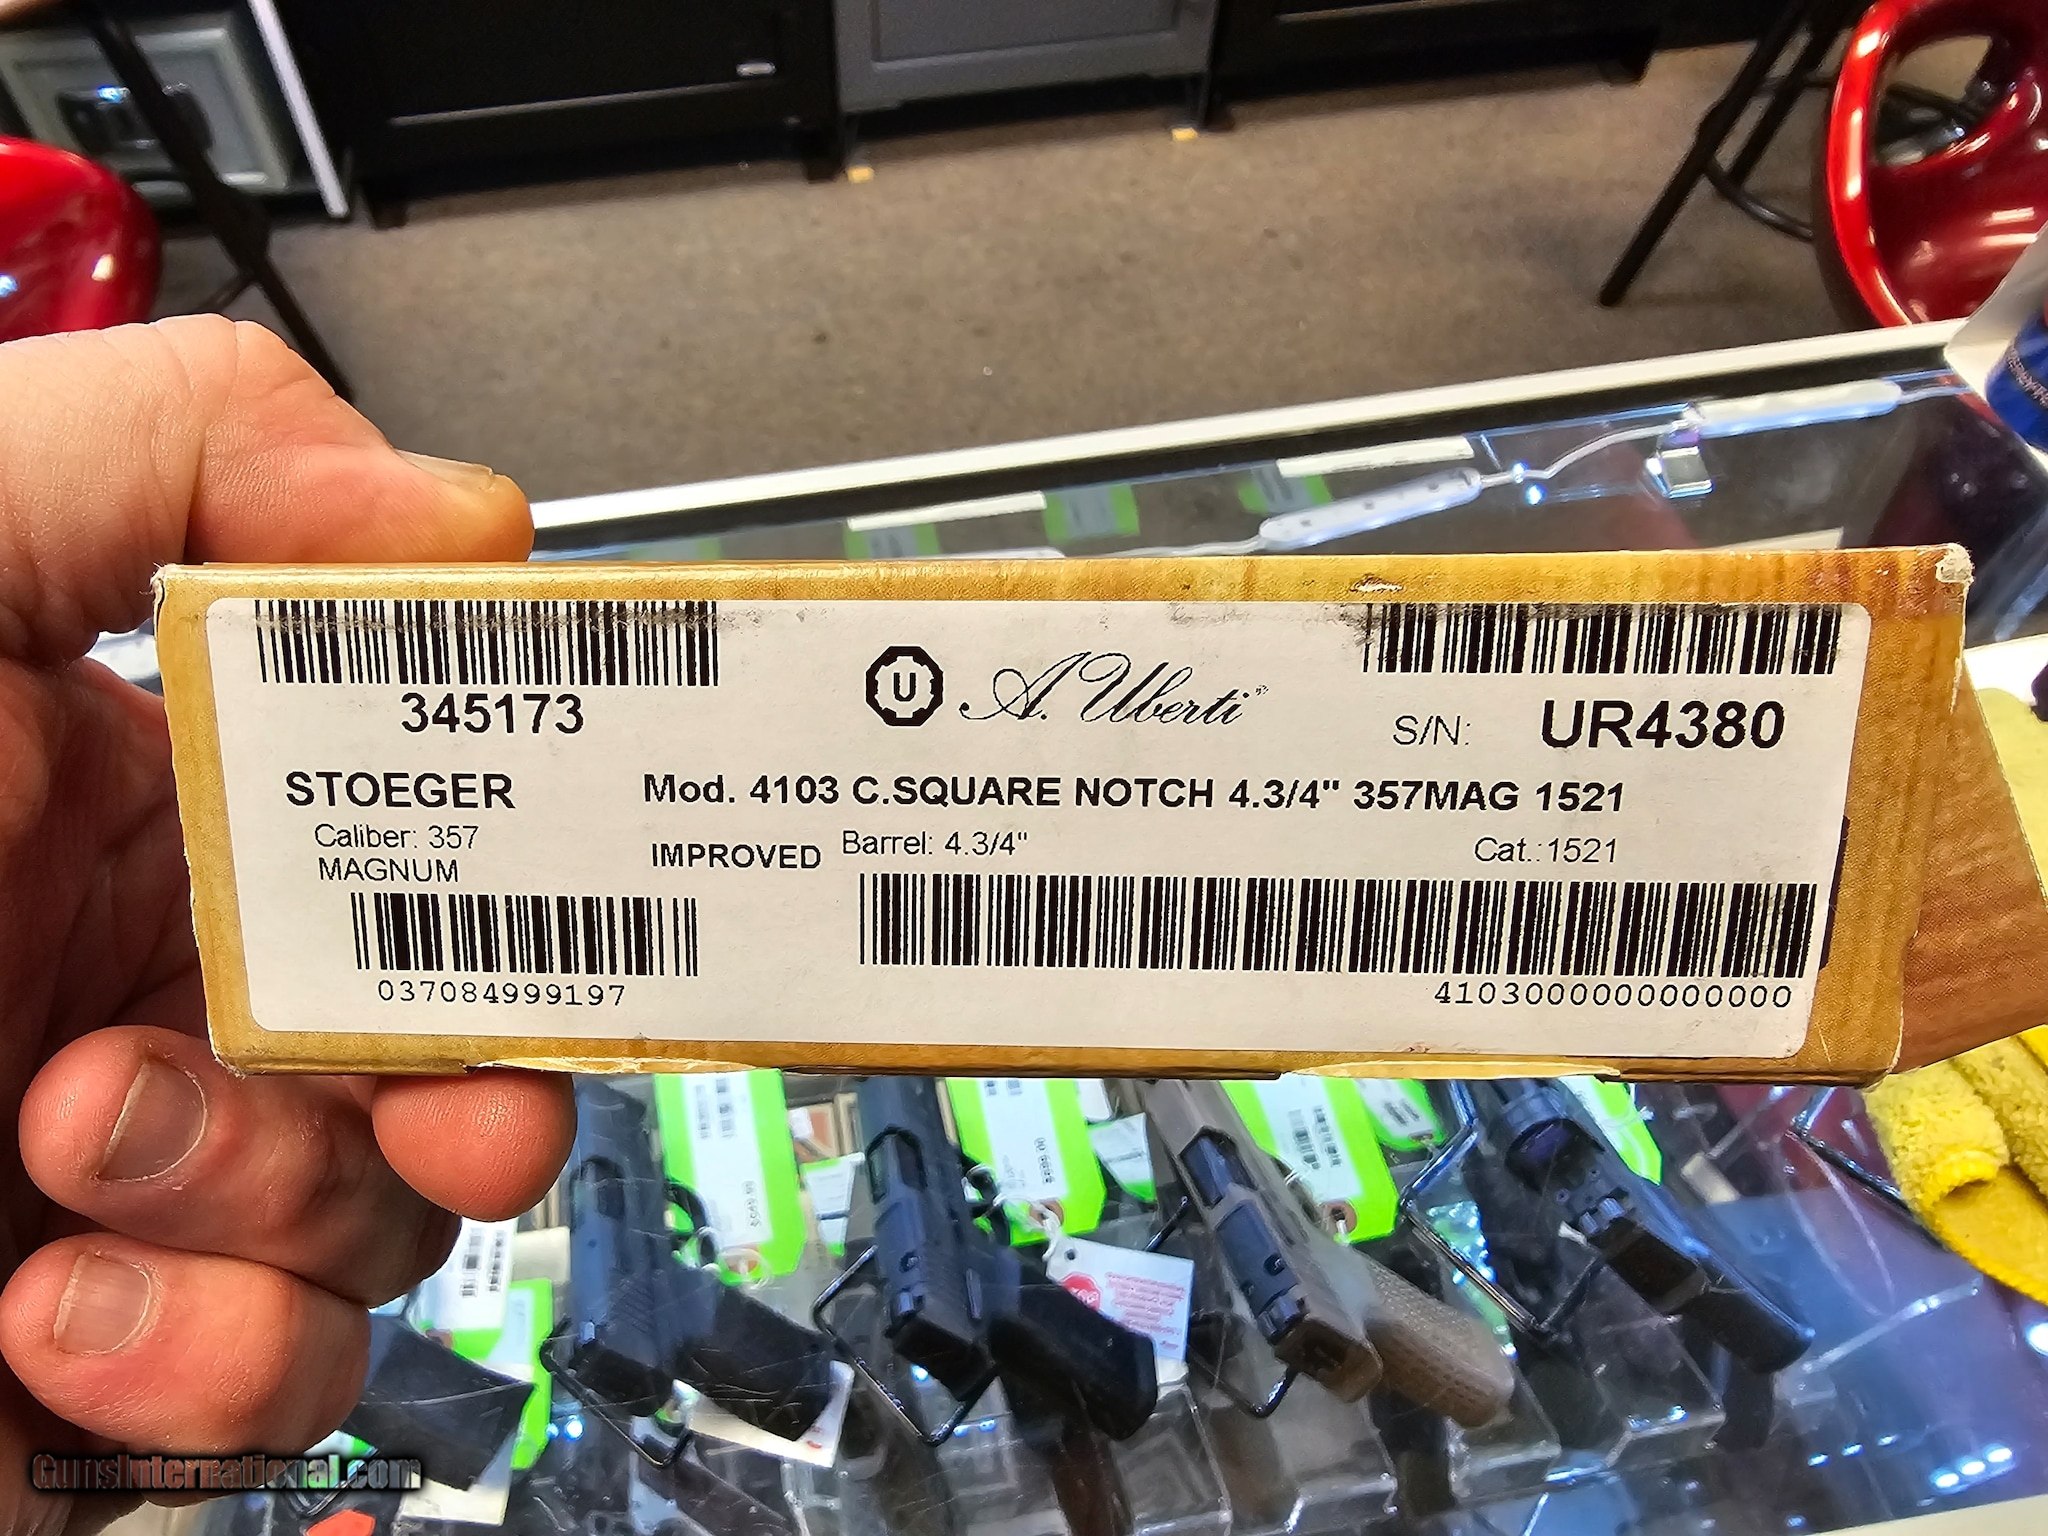 345173
U
A. Uberti®
S/N: UR4380
STOEGER
Mod. 4103 C.SQUARE NOTCH 4.3/4" 357MAG 1521
Caliber: 357
MAGNUM
IMPROVED
Barrel: 4.3/4"
Cat.:1521
037084999197
4103000000000000
GunsInternational.com